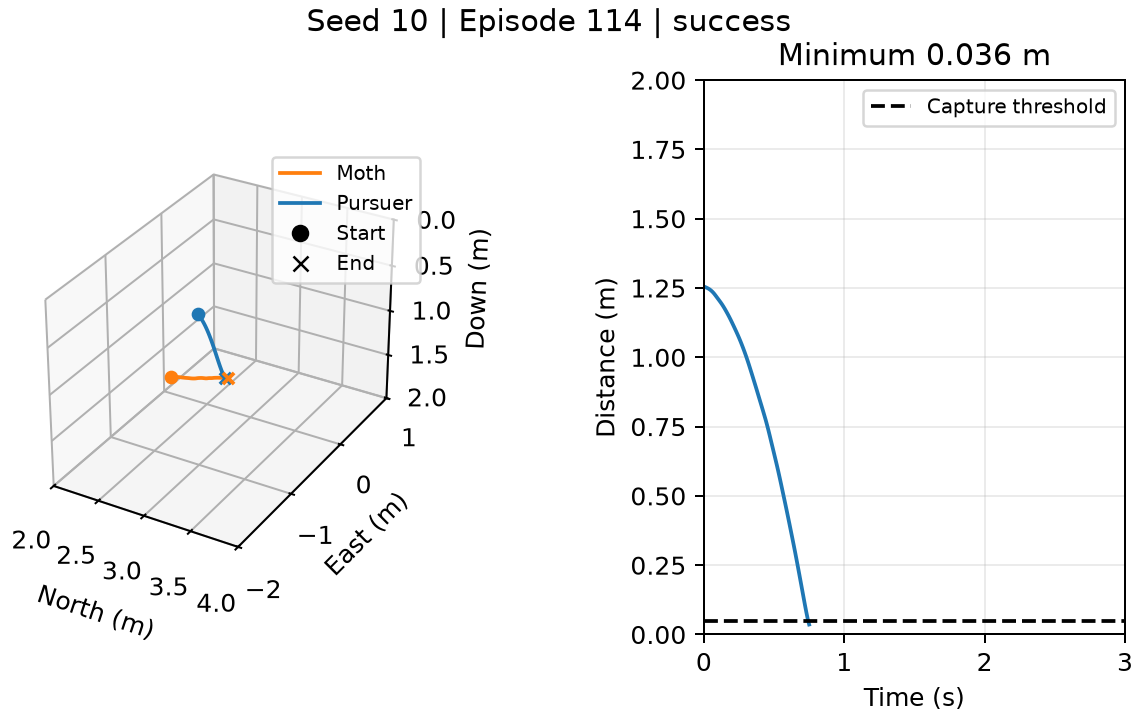 Seed 10 | Episode 114 | success
Moth
Pursuer
Start
End
0.0
0.5
1.0
1.5
2.0
Down (m)
1
0
−1
−2
East (m)
2.0
2.5
3.0
3.5
4.0
North (m)
Minimum 0.036 m
Capture threshold
2.00
1.75
1.50
1.25
1.00
0.75
0.50
0.25
0.00
Distance (m)
0
1
2
3
Time (s)